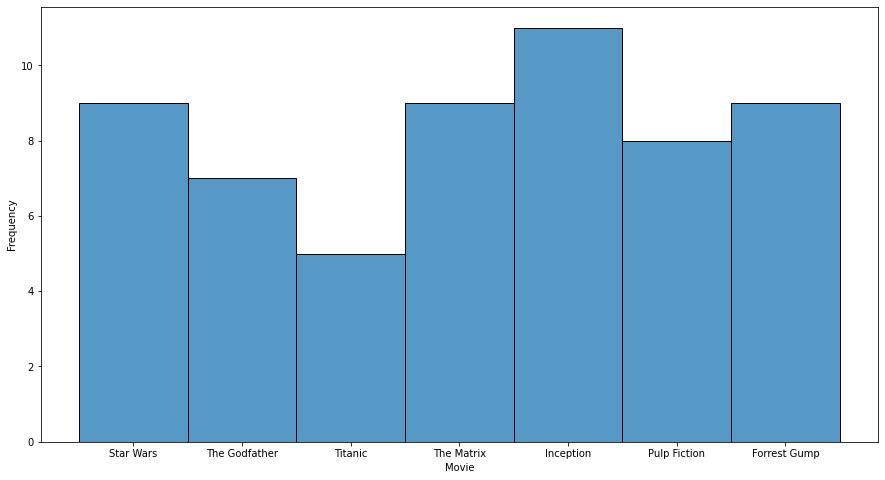 Frequency
10
8
6
4
2
0
Star Wars The Godfather Titanic The Matrix Inception Pulp Fiction Forrest Gump
Movie